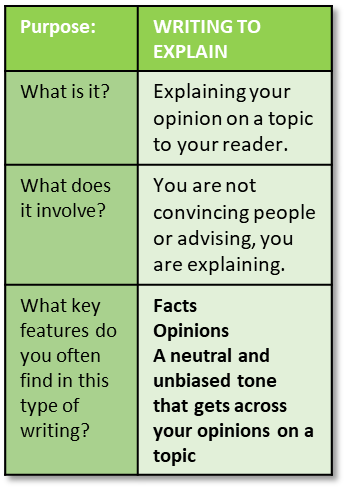 Purpose:
WRITING TO
EXPLAIN
What is it?
Explaining your
opinion on a topic
to your reader.
What does
it involve?
You are not
convincing people
or advising, you
are explaining.
What key
features do
you often
find in this
type of
writing?
Facts
Opinions
A neutral and
unbiased tone
that gets across
your opinions on a
topic